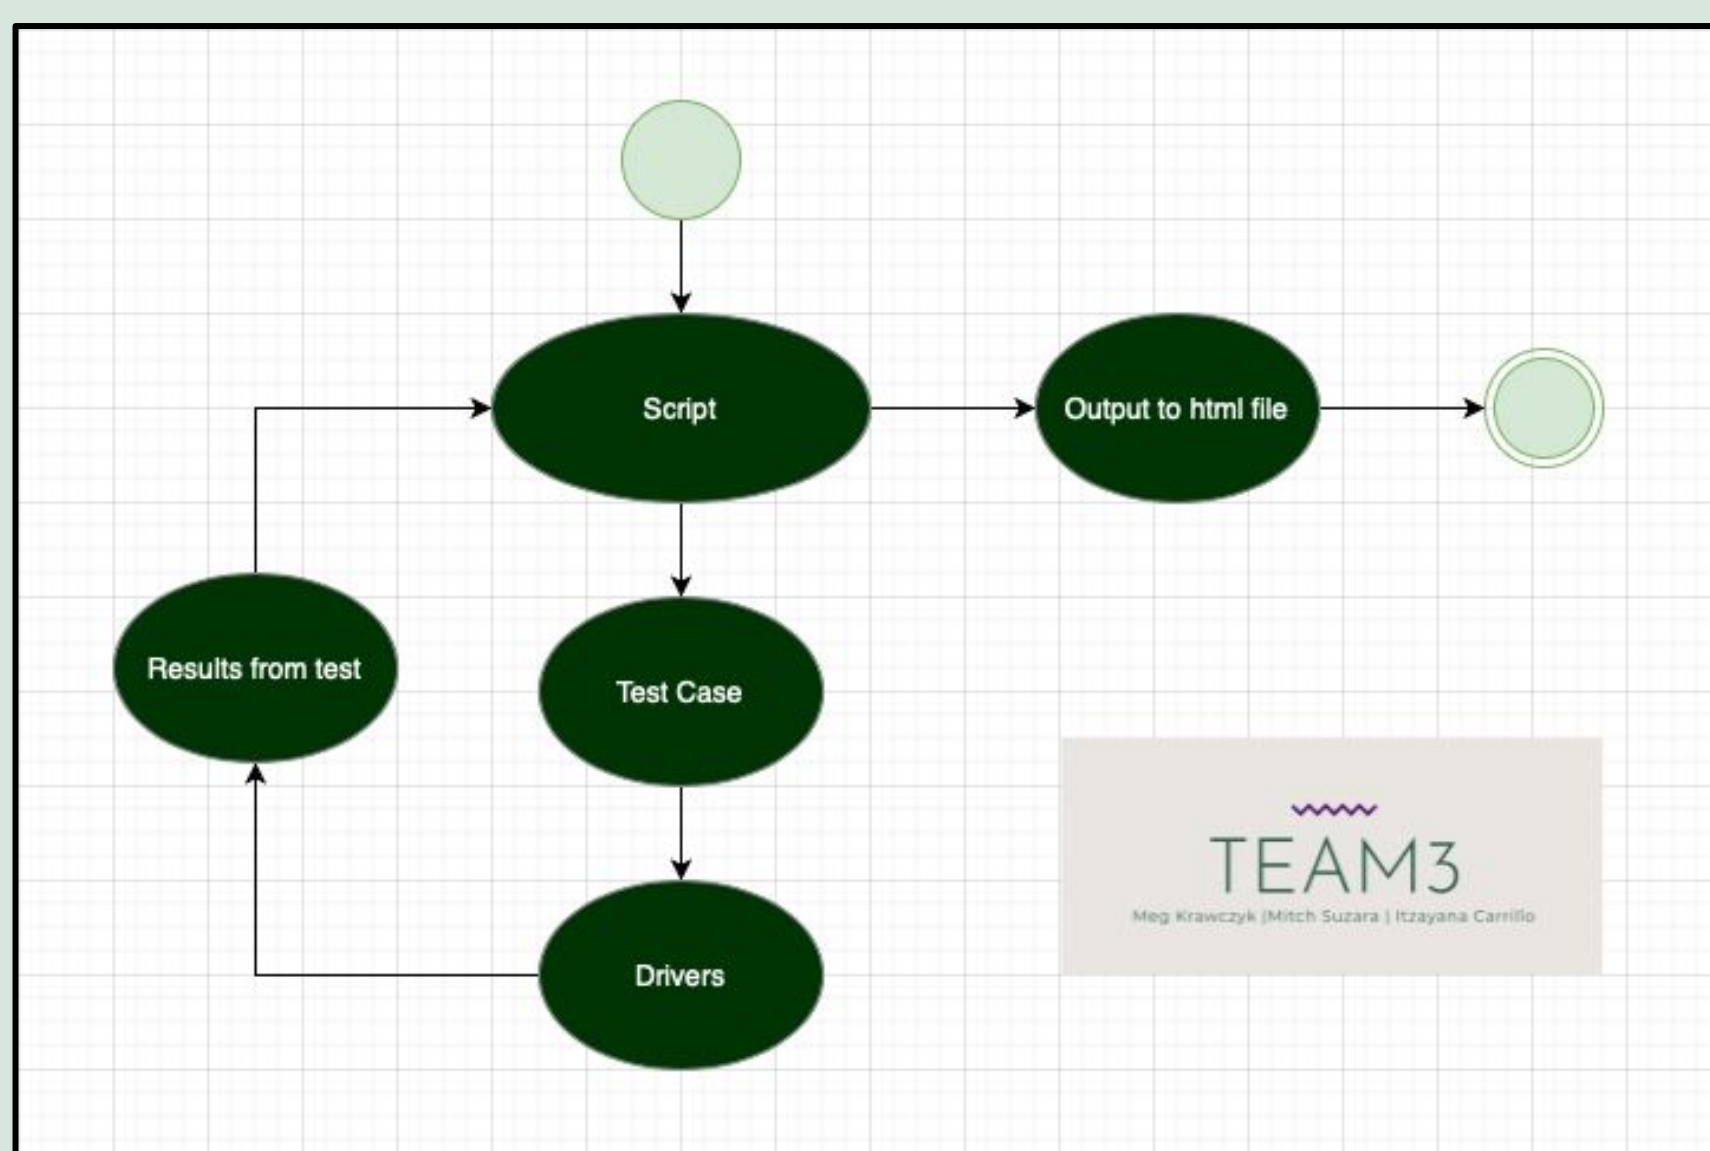 Script
Output to html file
Results from test
Test Case
Drivers
TEAM3
Meg Krawczyk |Mitch Suzara | Itzayana Carrillo